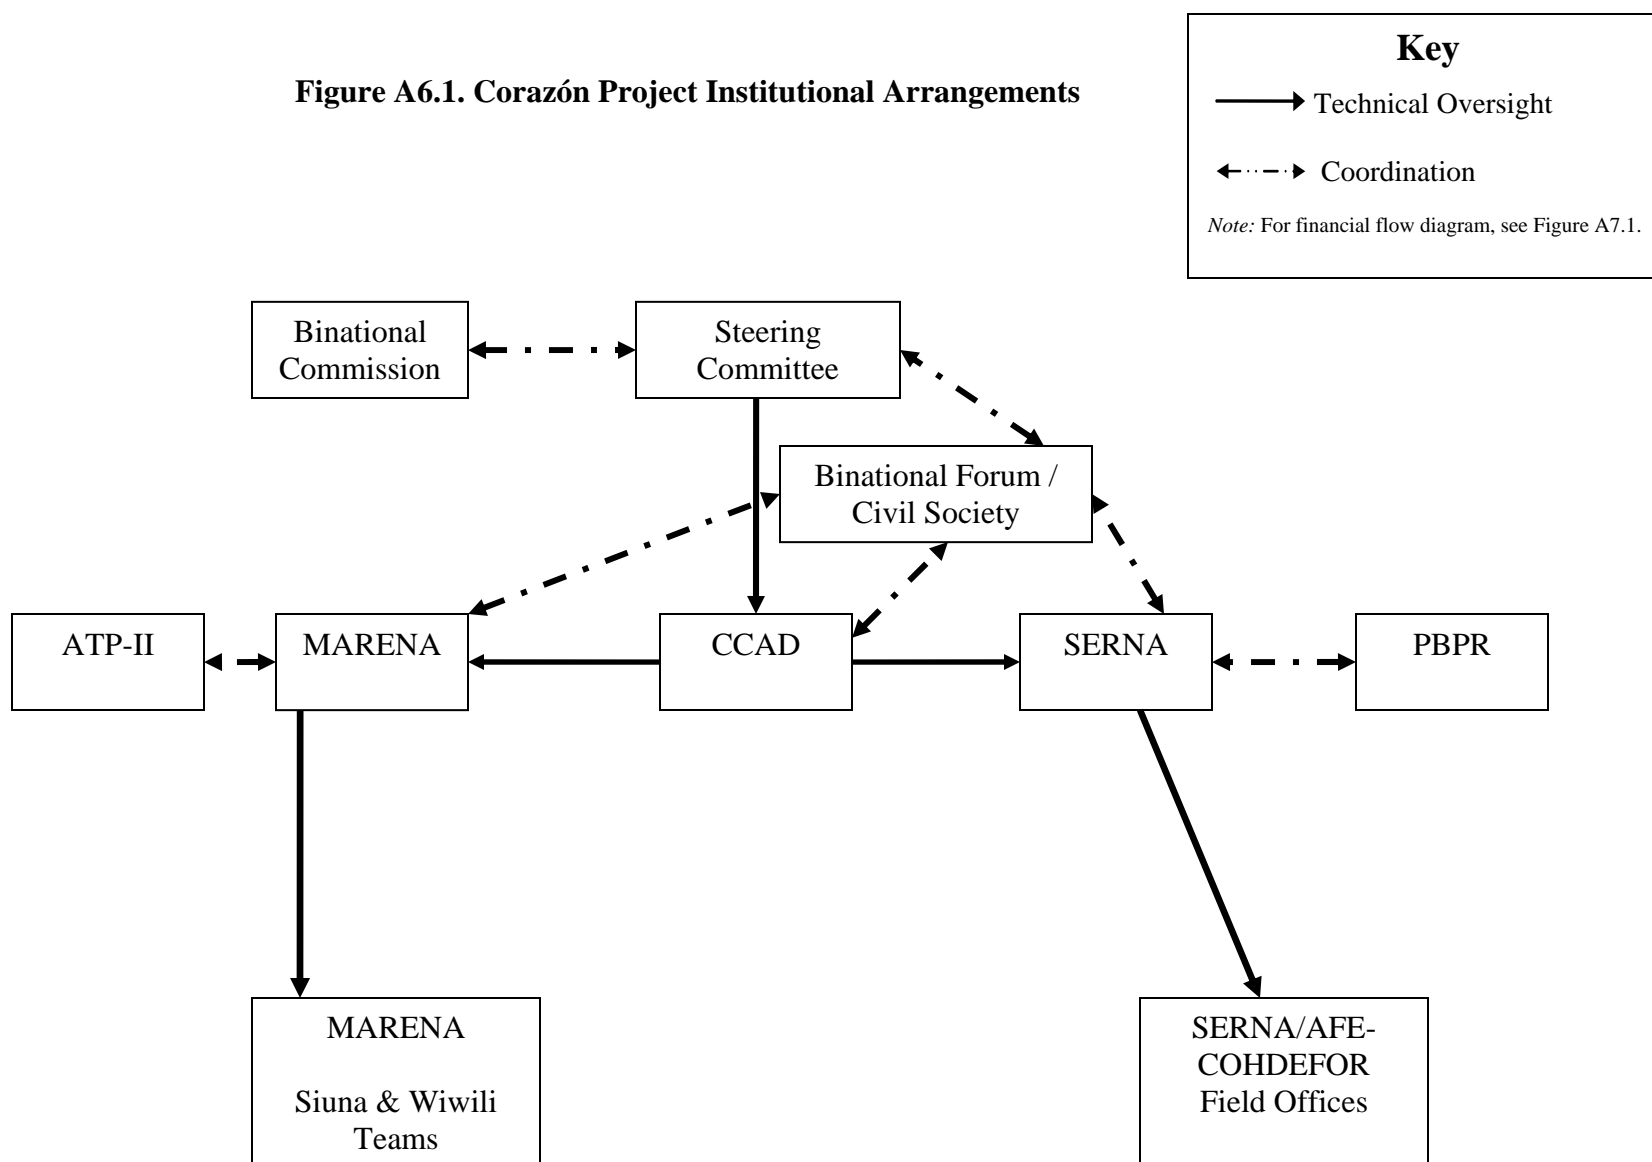 Figure A6.1. Corazón Project Institutional Arrangements
Key
Technical Oversight
Coordination
Note: For financial flow diagram, see Figure A7.1.
Binational
Commission
Steering
Committee
Binational Forum /
Civil Society
ATP-II
MARENA
CCAD
SERNA
PBPR
MARENA
Siuna & Wiwili
Teams
SERNA/AFE-
COHDEFOR
Field Offices